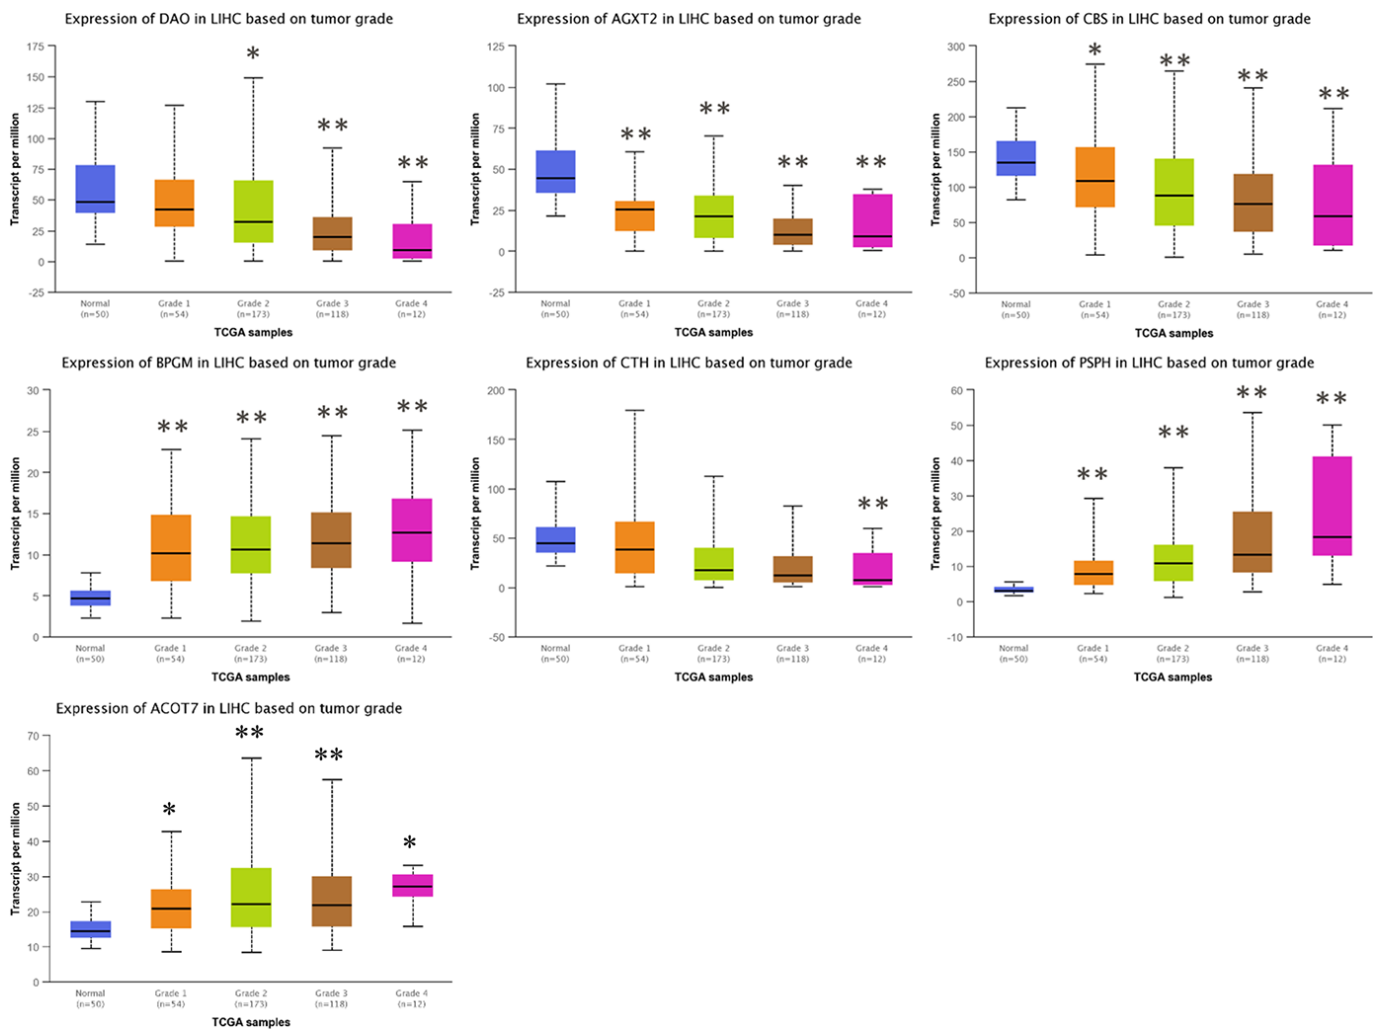 Expression of DAO in LIHC based on tumor grade
Transcript per million
175
150
125
100
75
50
25
0
-25
*
**
**
Normal (n=50)
Grade 1 (n=54)
Grade 2 (n=173)
Grade 3 (n=118)
Grade 4 (n=12)
TCGA samples
Expression of AGXT2 in LIHC based on tumor grade
Transcript per million
125
100
75
50
25
0
-25
**
**
**
**
Normal (n=50)
Grade 1 (n=54)
Grade 2 (n=173)
Grade 3 (n=118)
Grade 4 (n=12)
TCGA samples
Expression of CBS in LIHC based on tumor grade
Transcript per million
300
250
200
150
100
50
0
-50
*
**
**
**
Normal (n=50)
Grade 1 (n=54)
Grade 2 (n=173)
Grade 3 (n=118)
Grade 4 (n=12)
TCGA samples
Expression of BPGM in LIHC based on tumor grade
Transcript per million
30
25
20
15
10
5
0
**
**
**
**
Normal (n=50)
Grade 1 (n=54)
Grade 2 (n=173)
Grade 3 (n=118)
Grade 4 (n=12)
TCGA samples
Expression of CTH in LIHC based on tumor grade
Transcript per million
200
150
100
50
0
-50
**
Normal (n=50)
Grade 1 (n=54)
Grade 2 (n=173)
Grade 3 (n=118)
Grade 4 (n=12)
TCGA samples
Expression of PSPH in LIHC based on tumor grade
Transcript per million
60
50
40
30
20
10
0
-10
**
**
**
**
Normal (n=50)
Grade 1 (n=54)
Grade 2 (n=173)
Grade 3 (n=118)
Grade 4 (n=12)
TCGA samples
Expression of ACOT7 in LIHC based on tumor grade
Transcript per million
70
60
50
40
30
20
10
0
*
**
**
*
Normal (n=50)
Grade 1 (n=54)
Grade 2 (n=173)
Grade 3 (n=118)
Grade 4 (n=12)
TCGA samples